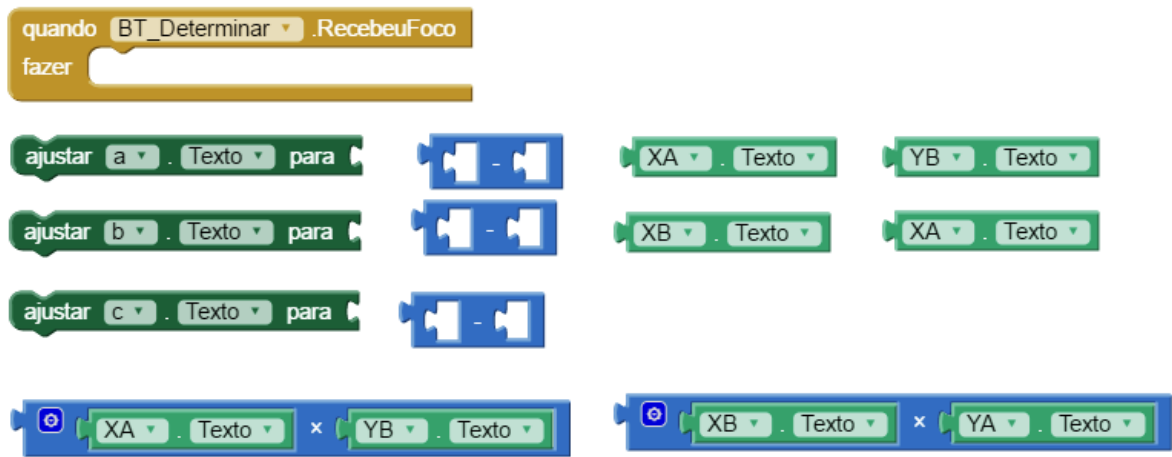 quando BT_Determinar .RecebeuFoco
fazer
ajustar a . Texto para
-
XA . Texto
YB . Texto
ajustar b . Texto para
-
XB . Texto
XA . Texto
ajustar c . Texto para
-
XA . Texto × YB . Texto
XB . Texto × YA . Texto